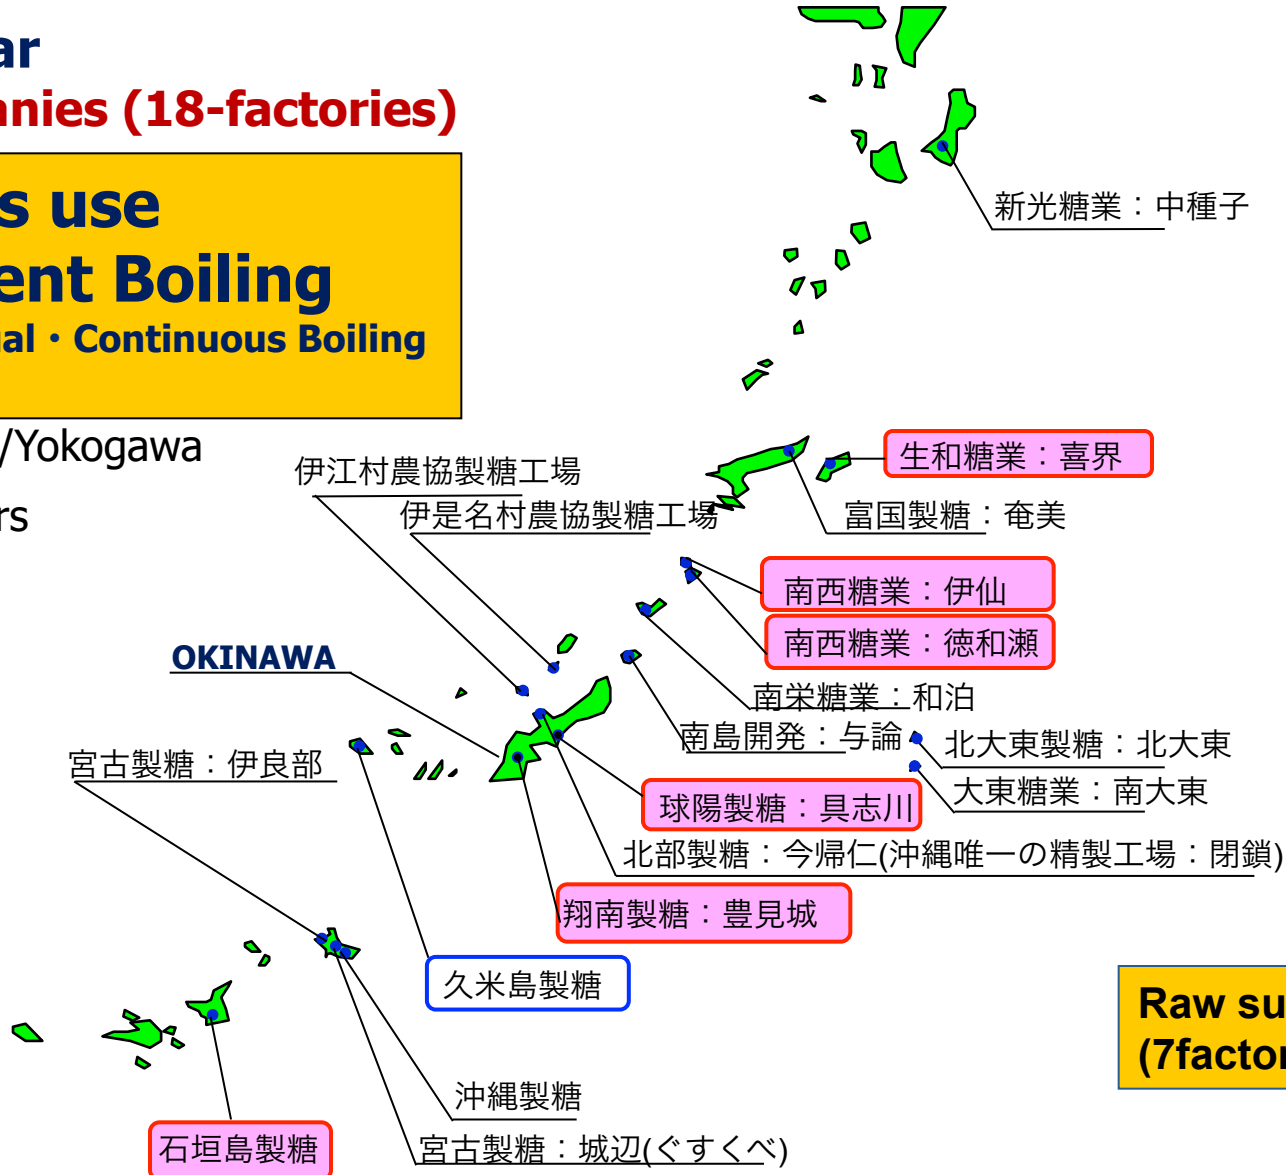 ar
nies (18-factories)
s use
ent Boiling
al・Continuous Boiling
/Yokogawa
rs
新光糖業：中種子
生和糖業：喜界
伊江村農協製糖工場
伊是名村農協製糖工場
富国製糖：奄美
南西糖業：伊仙
南西糖業：徳和瀬
OKINAWA
南栄糖業：和泊
南島開発：与論
北大東製糖：北大東
宮古製糖：伊良部
大東糖業：南大東
球陽製糖：具志川
北部製糖：今帰仁(沖縄唯一の精製工場：閉鎖)
翔南製糖：豊見城
久米島製糖
Raw su
(7factor
沖縄製糖
石垣島製糖
宮古製糖：城辺(ぐすくべ)